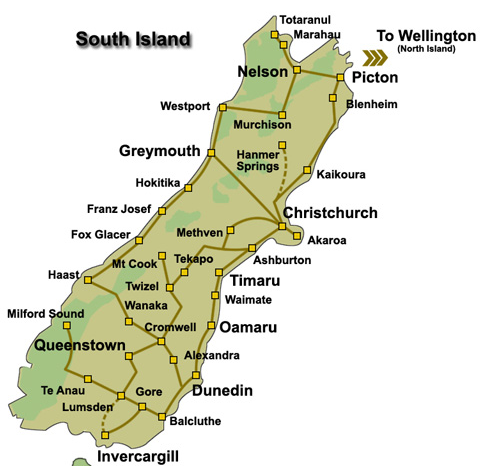 Totaranul
South Island
Marahau
To Wellington
(North Island)
Nelson
Picton
Westport
Blenheim
Murchison
Greymouth
Hanmer
Springs
Kaikoura
Hokitika
Franz Josef
Christchurch
Methven
Fox Glacer
Akaroa
Mt Cook
Tekapo
Ashburton
Haast
Timaru
Twizel
Waimate
Wanaka
Milford Sound
Cromwell
Oamaru
Queenstown
Alexandra
Te Anau
Gore
Dunedin
Lumsden
Balcluthe
Invercargill